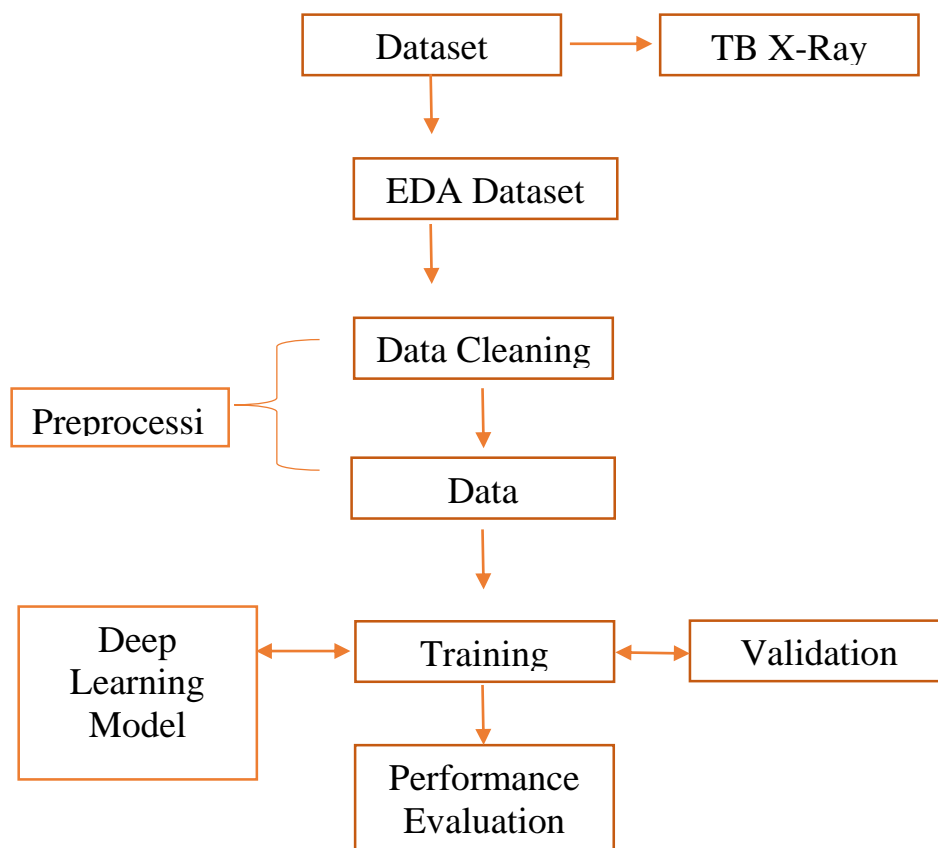 Dataset
TB X-Ray
EDA Dataset
Data Cleaning
Preprocessi
Data
Deep
Learning
Model
Training
Validation
Performance
Evaluation